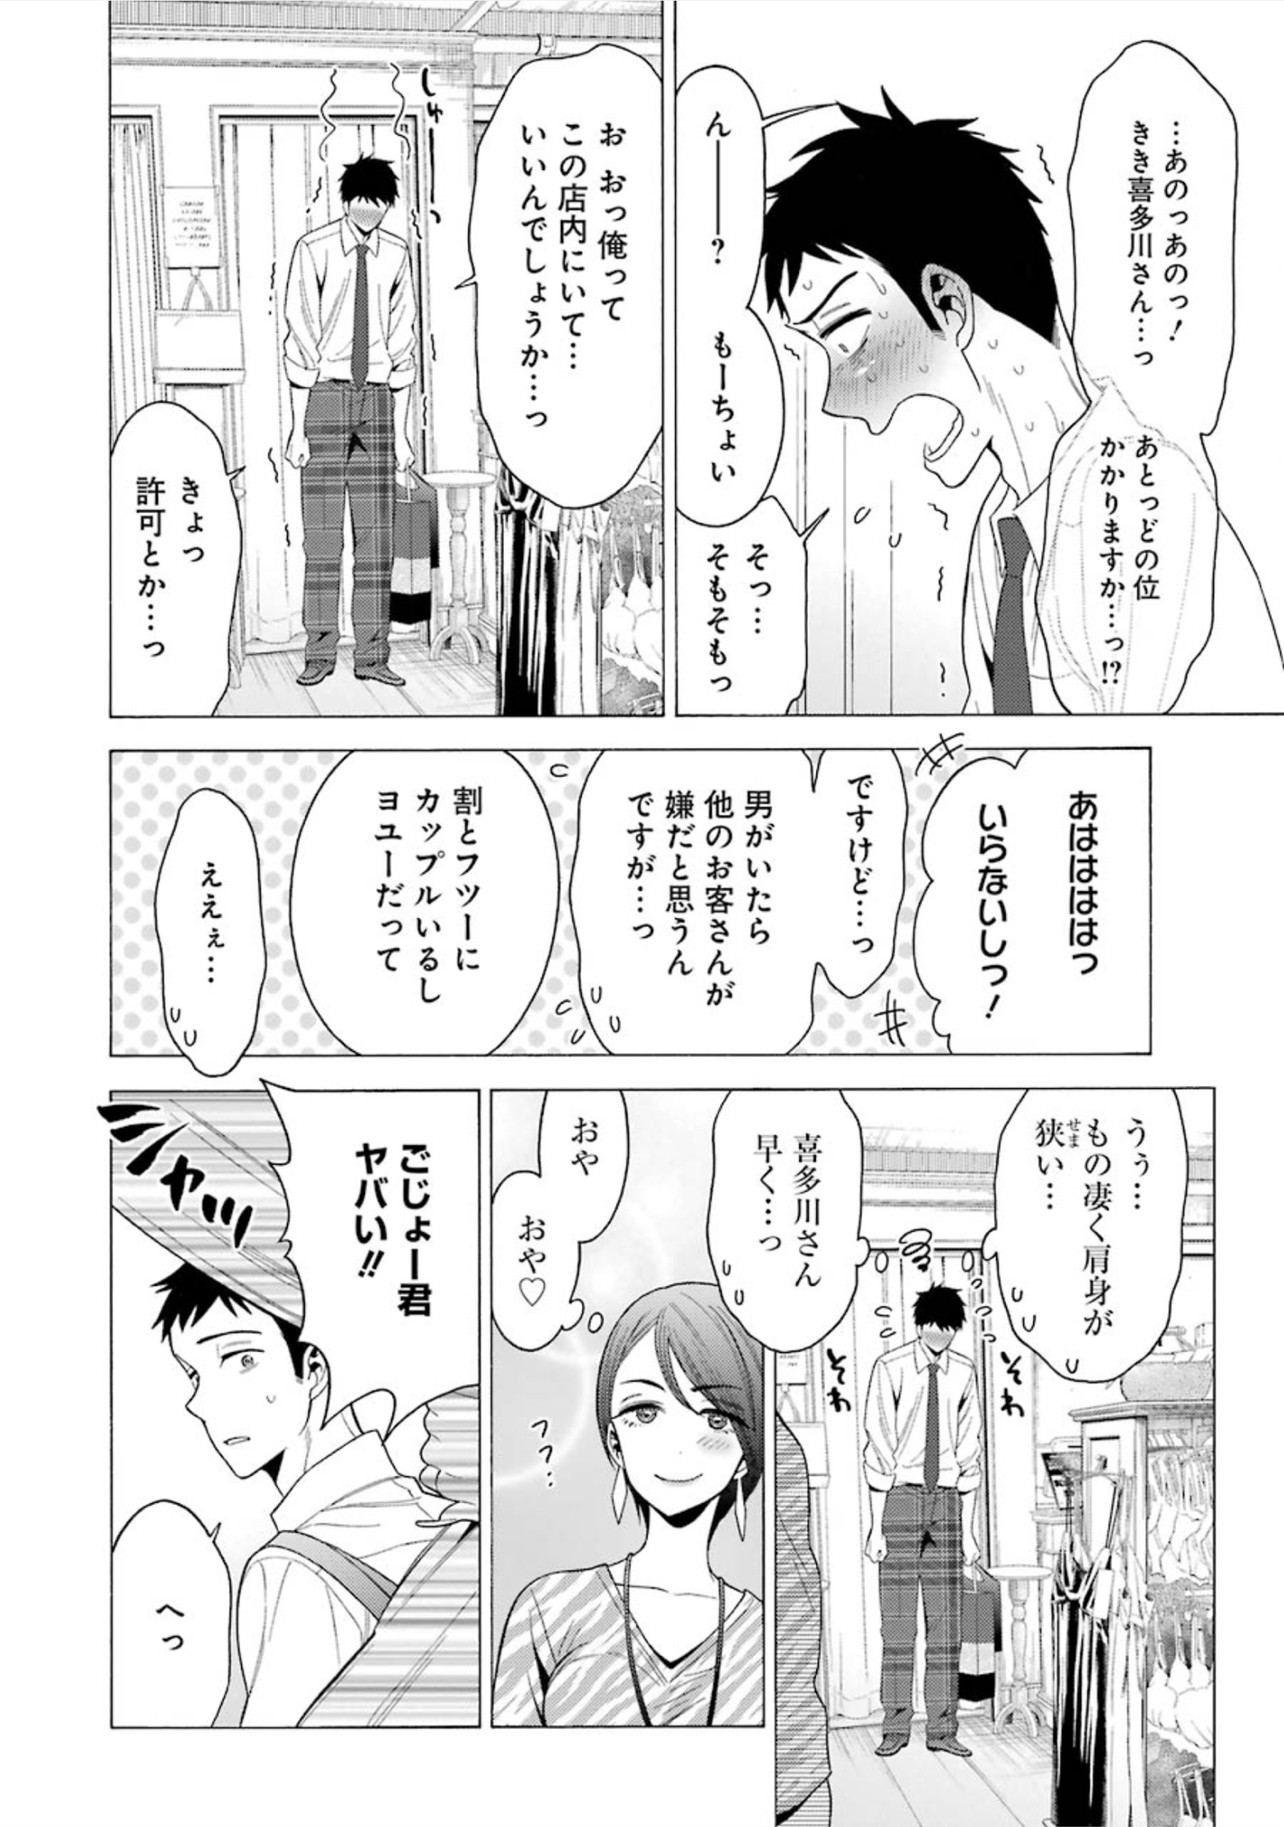 …あのっあのっ!
きき喜多川さん…っ
あとっどの位
かかりますか…っ!?
んーーー?
もーちょい
そっ…
そもそもっ
お おっ俺って
この店内にいて…
いいんでしょうか…っ
しゅーっ
きょっ
許可とか…っ
あはははははっ
いらないしっ!
ですけど…っ
男がいたら
他のお客さんが
嫌だと思うん
ですが…っ
割とフツーに
カップルいるし
ヨユーだって
ええぇ…
うぅ…
もの凄く肩身が
狭い…
せま
そわ
そわ
喜多川さん
早く…っ
おや
おや♡
フフ…
ごじょー君
ヤバい!!
シャッ
へっ